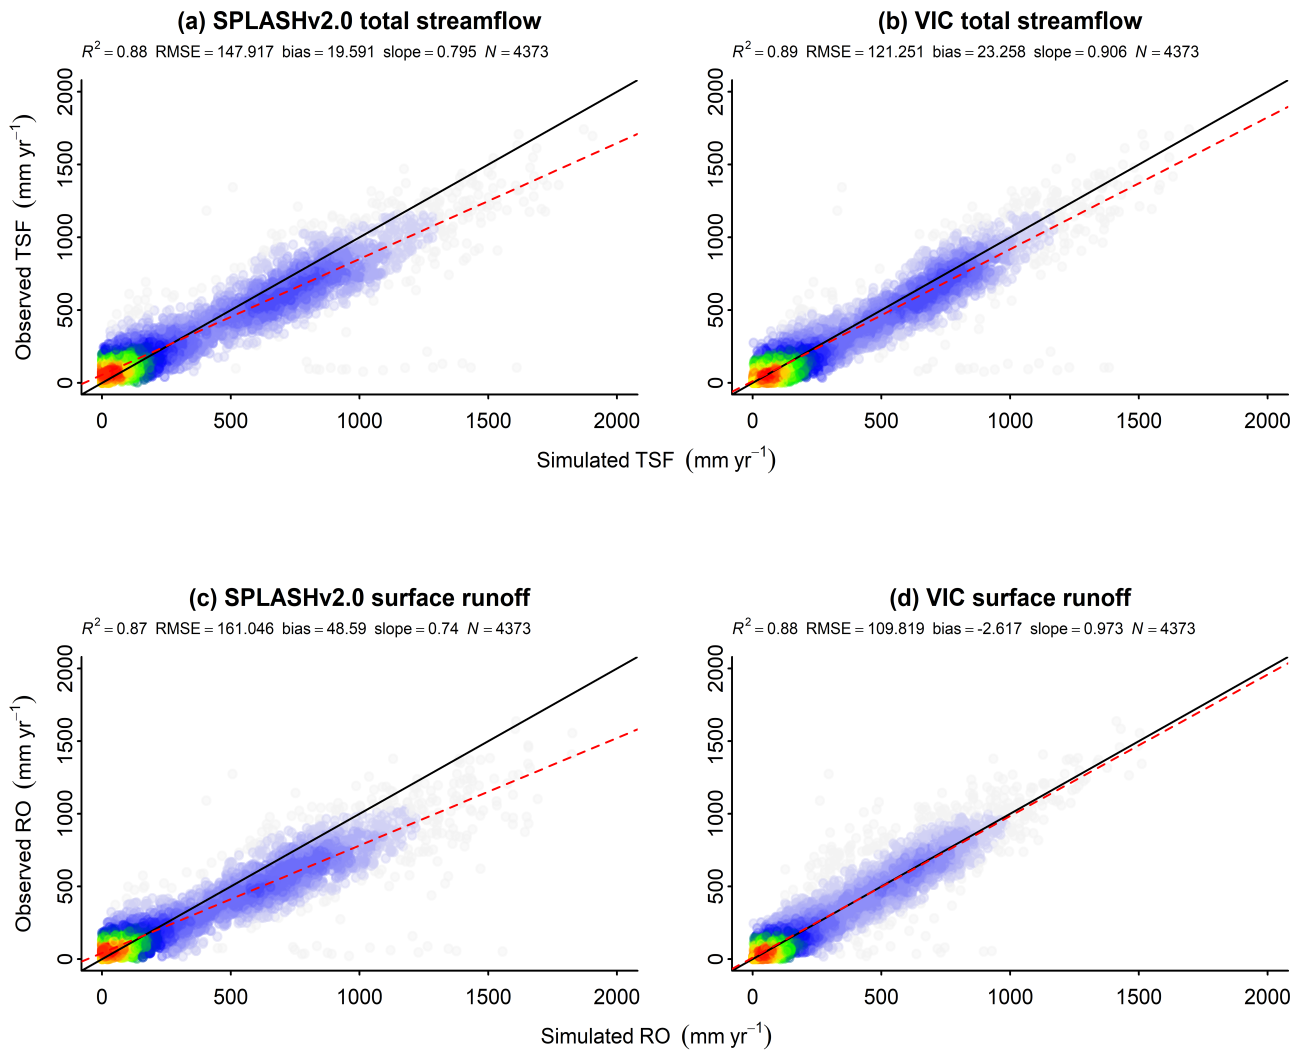 (a) SPLASHv2.0 total streamflow
R² = 0.88 RMSE = 147.917 bias = 19.591 slope = 0.795 N = 4373
2000
1500
1000
500
0
Observed TSF (mm yr⁻¹)
0 500 1000 1500 2000
(b) VIC total streamflow
R² = 0.89 RMSE = 121.251 bias = 23.258 slope = 0.906 N = 4373
2000
1500
1000
500
0
0 500 1000 1500 2000
Simulated TSF (mm yr⁻¹)
(c) SPLASHv2.0 surface runoff
R² = 0.87 RMSE = 161.046 bias = 48.59 slope = 0.74 N = 4373
2000
1500
1000
500
0
Observed RO (mm yr⁻¹)
0 500 1000 1500 2000
(d) VIC surface runoff
R² = 0.88 RMSE = 109.819 bias = -2.617 slope = 0.973 N = 4373
2000
1500
1000
500
0
0 500 1000 1500 2000
Simulated RO (mm yr⁻¹)